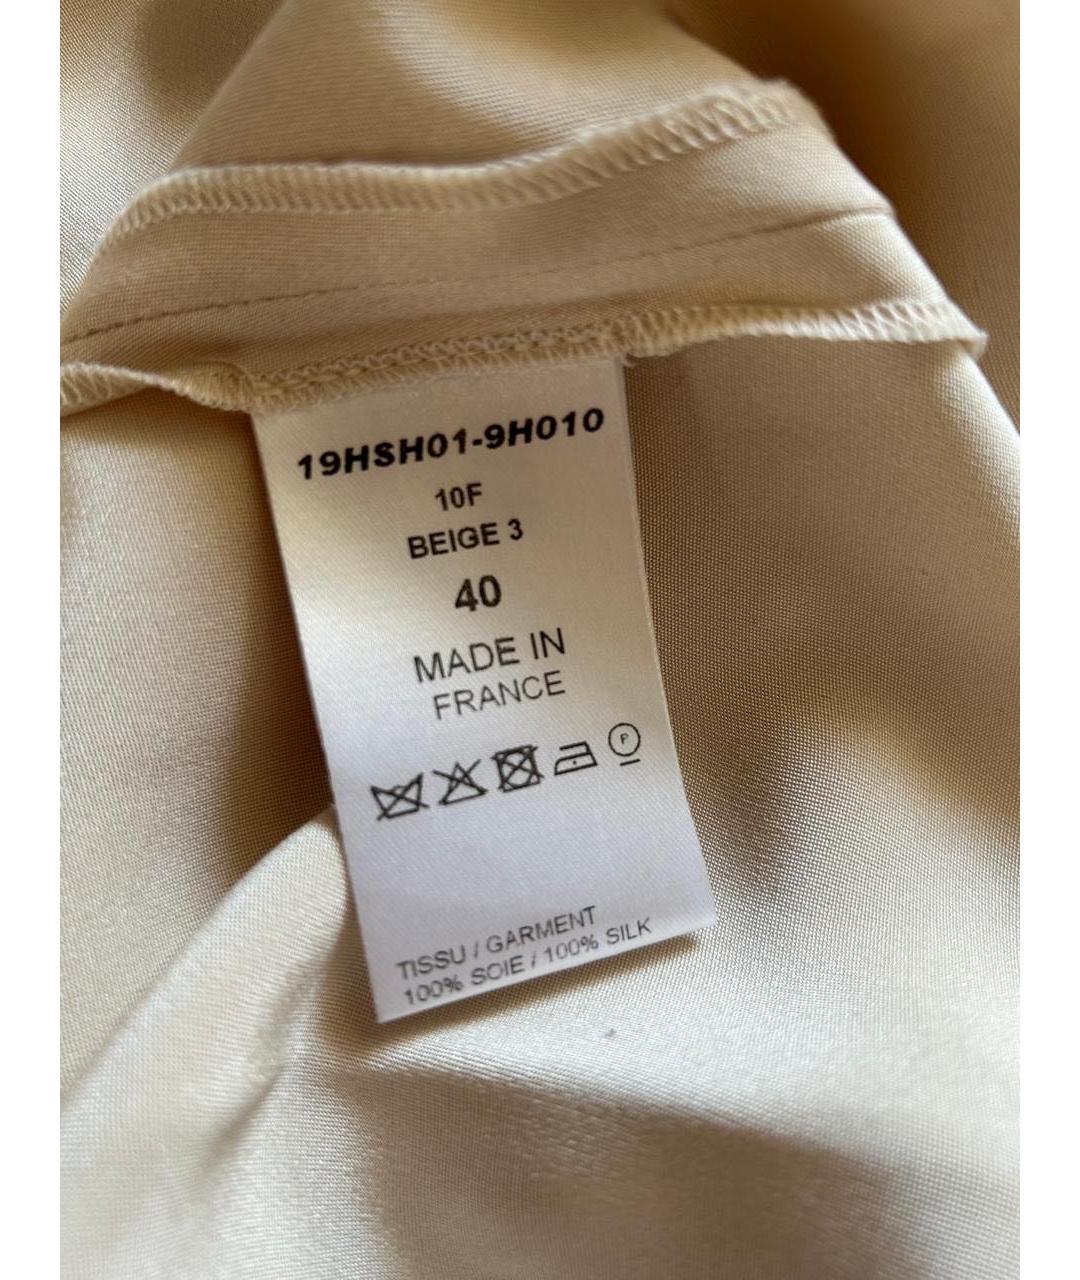 19HSH01-9H010
10F
BEIGE 3
40
MADE IN
FRANCE
P
TISSU / GARMENT
100% SOIE / 100% SILK